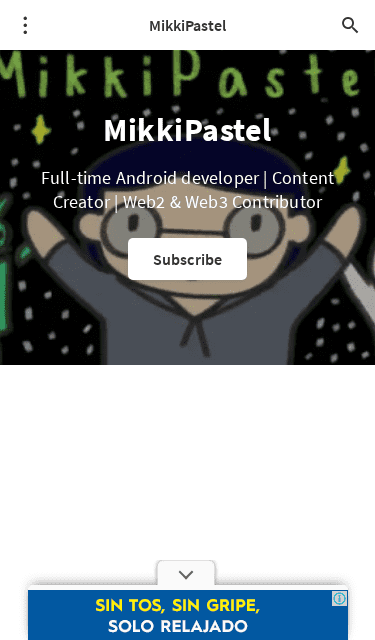 MikkiPastel
MikkiPaste
MikkiPastel
Full-time Android developer | Content
Creator | Web2 & Web3 Contributor
Subscribe
SIN TOS, SIN GRIPE,
SOLO RELAJADO